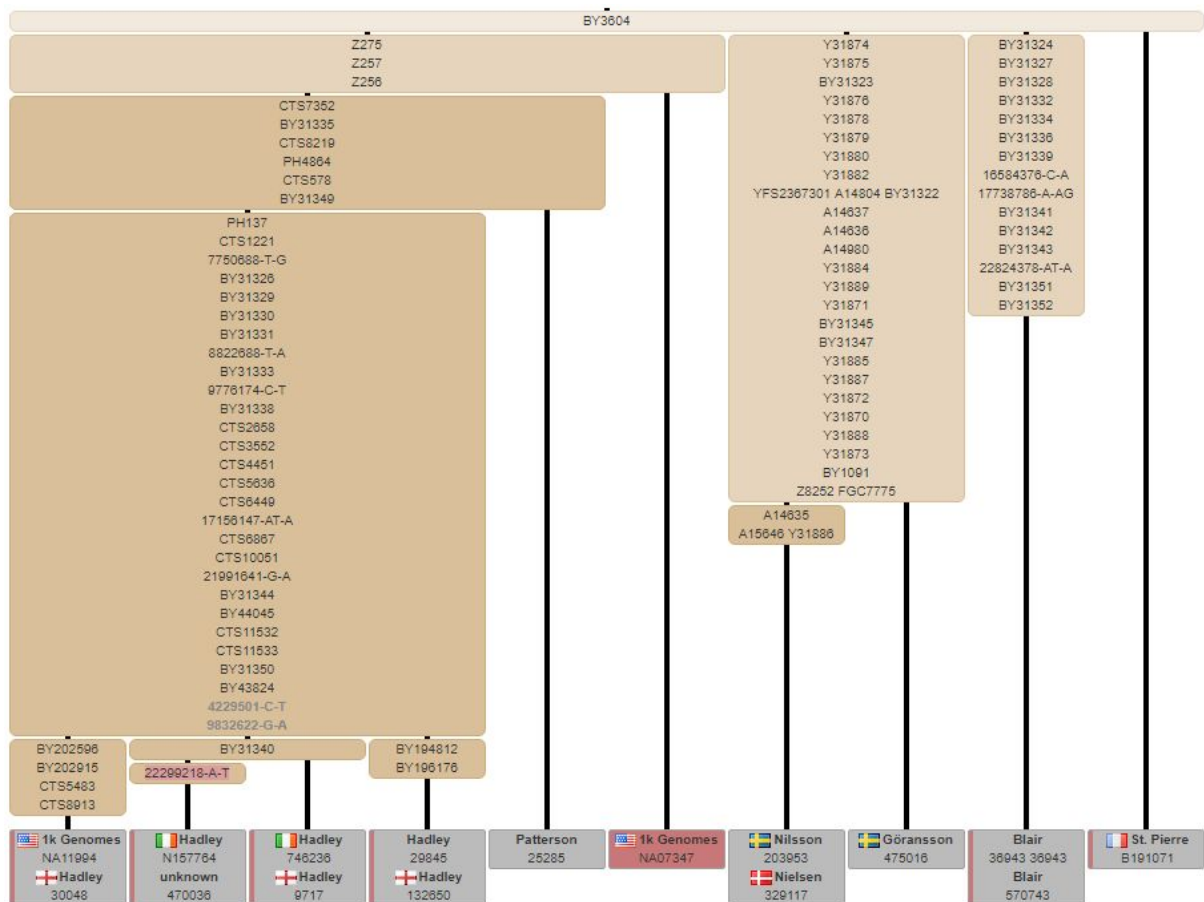 BY3604
Z275
Z257
Z256
Y31874
Y31875
BY31323
Y31876
Y31878
Y31879
Y31880
Y31882
YFS2367301 A14804 BY31322
A14637
A14636
A14980
Y31884
Y31889
Y31871
BY31345
BY31347
Y31885
Y31887
Y31872
Y31870
Y31888
Y31873
BY1091
Z8252 FGC7775
BY31324
BY31327
BY31328
BY31332
BY31334
BY31336
BY31339
16584376-C-A
17738786-A-AG
BY31341
BY31342
BY31343
22824378-AT-A
BY31351
BY31352
CTS7352
BY31335
CTS8219
PH4864
CTS578
BY31349
PH137
CTS1221
7750688-T-G
BY31326
BY31329
BY31330
BY31331
8822688-T-A
BY31333
9776174-C-T
BY31338
CTS2658
CTS3552
CTS4451
CTS5636
CTS6449
17156147-AT-A
CTS6867
CTS10051
21991641-G-A
BY31344
BY44045
CTS11532
CTS11533
BY31350
BY43824
4229501-C-T
9832622-G-A
A14635
A15646 Y31886
BY202596
BY202915
CTS5483
CTS8913
BY31340
22299218-A-T
BY194812
BY196176
1k Genomes
NA11994
Hadley
30048
Hadley
N157764
unknown
470036
Hadley
746236
Hadley
9717
Hadley
29845
Hadley
132650
Patterson
25285
1k Genomes
NA07347
Nilsson
203953
Nielsen
329117
Göransson
475016
Blair
36943 36943
Blair
570743
St. Pierre
B191071